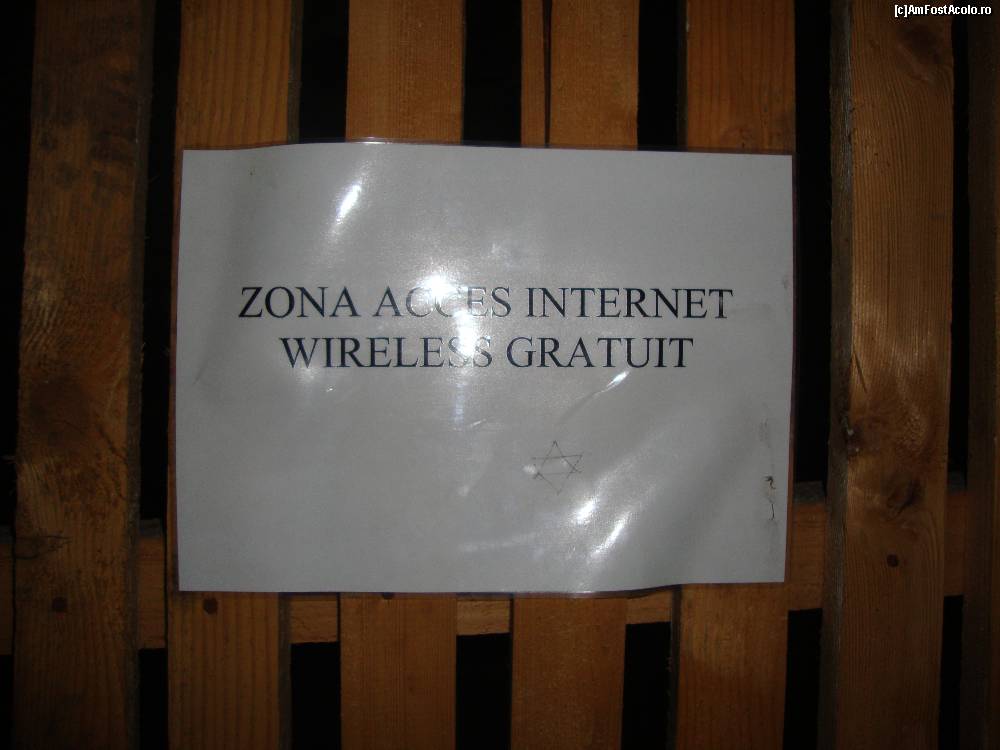 [c]AmFostAcolo.ro
ZONA ACCES INTERNET
WIRELESS GRATUIT